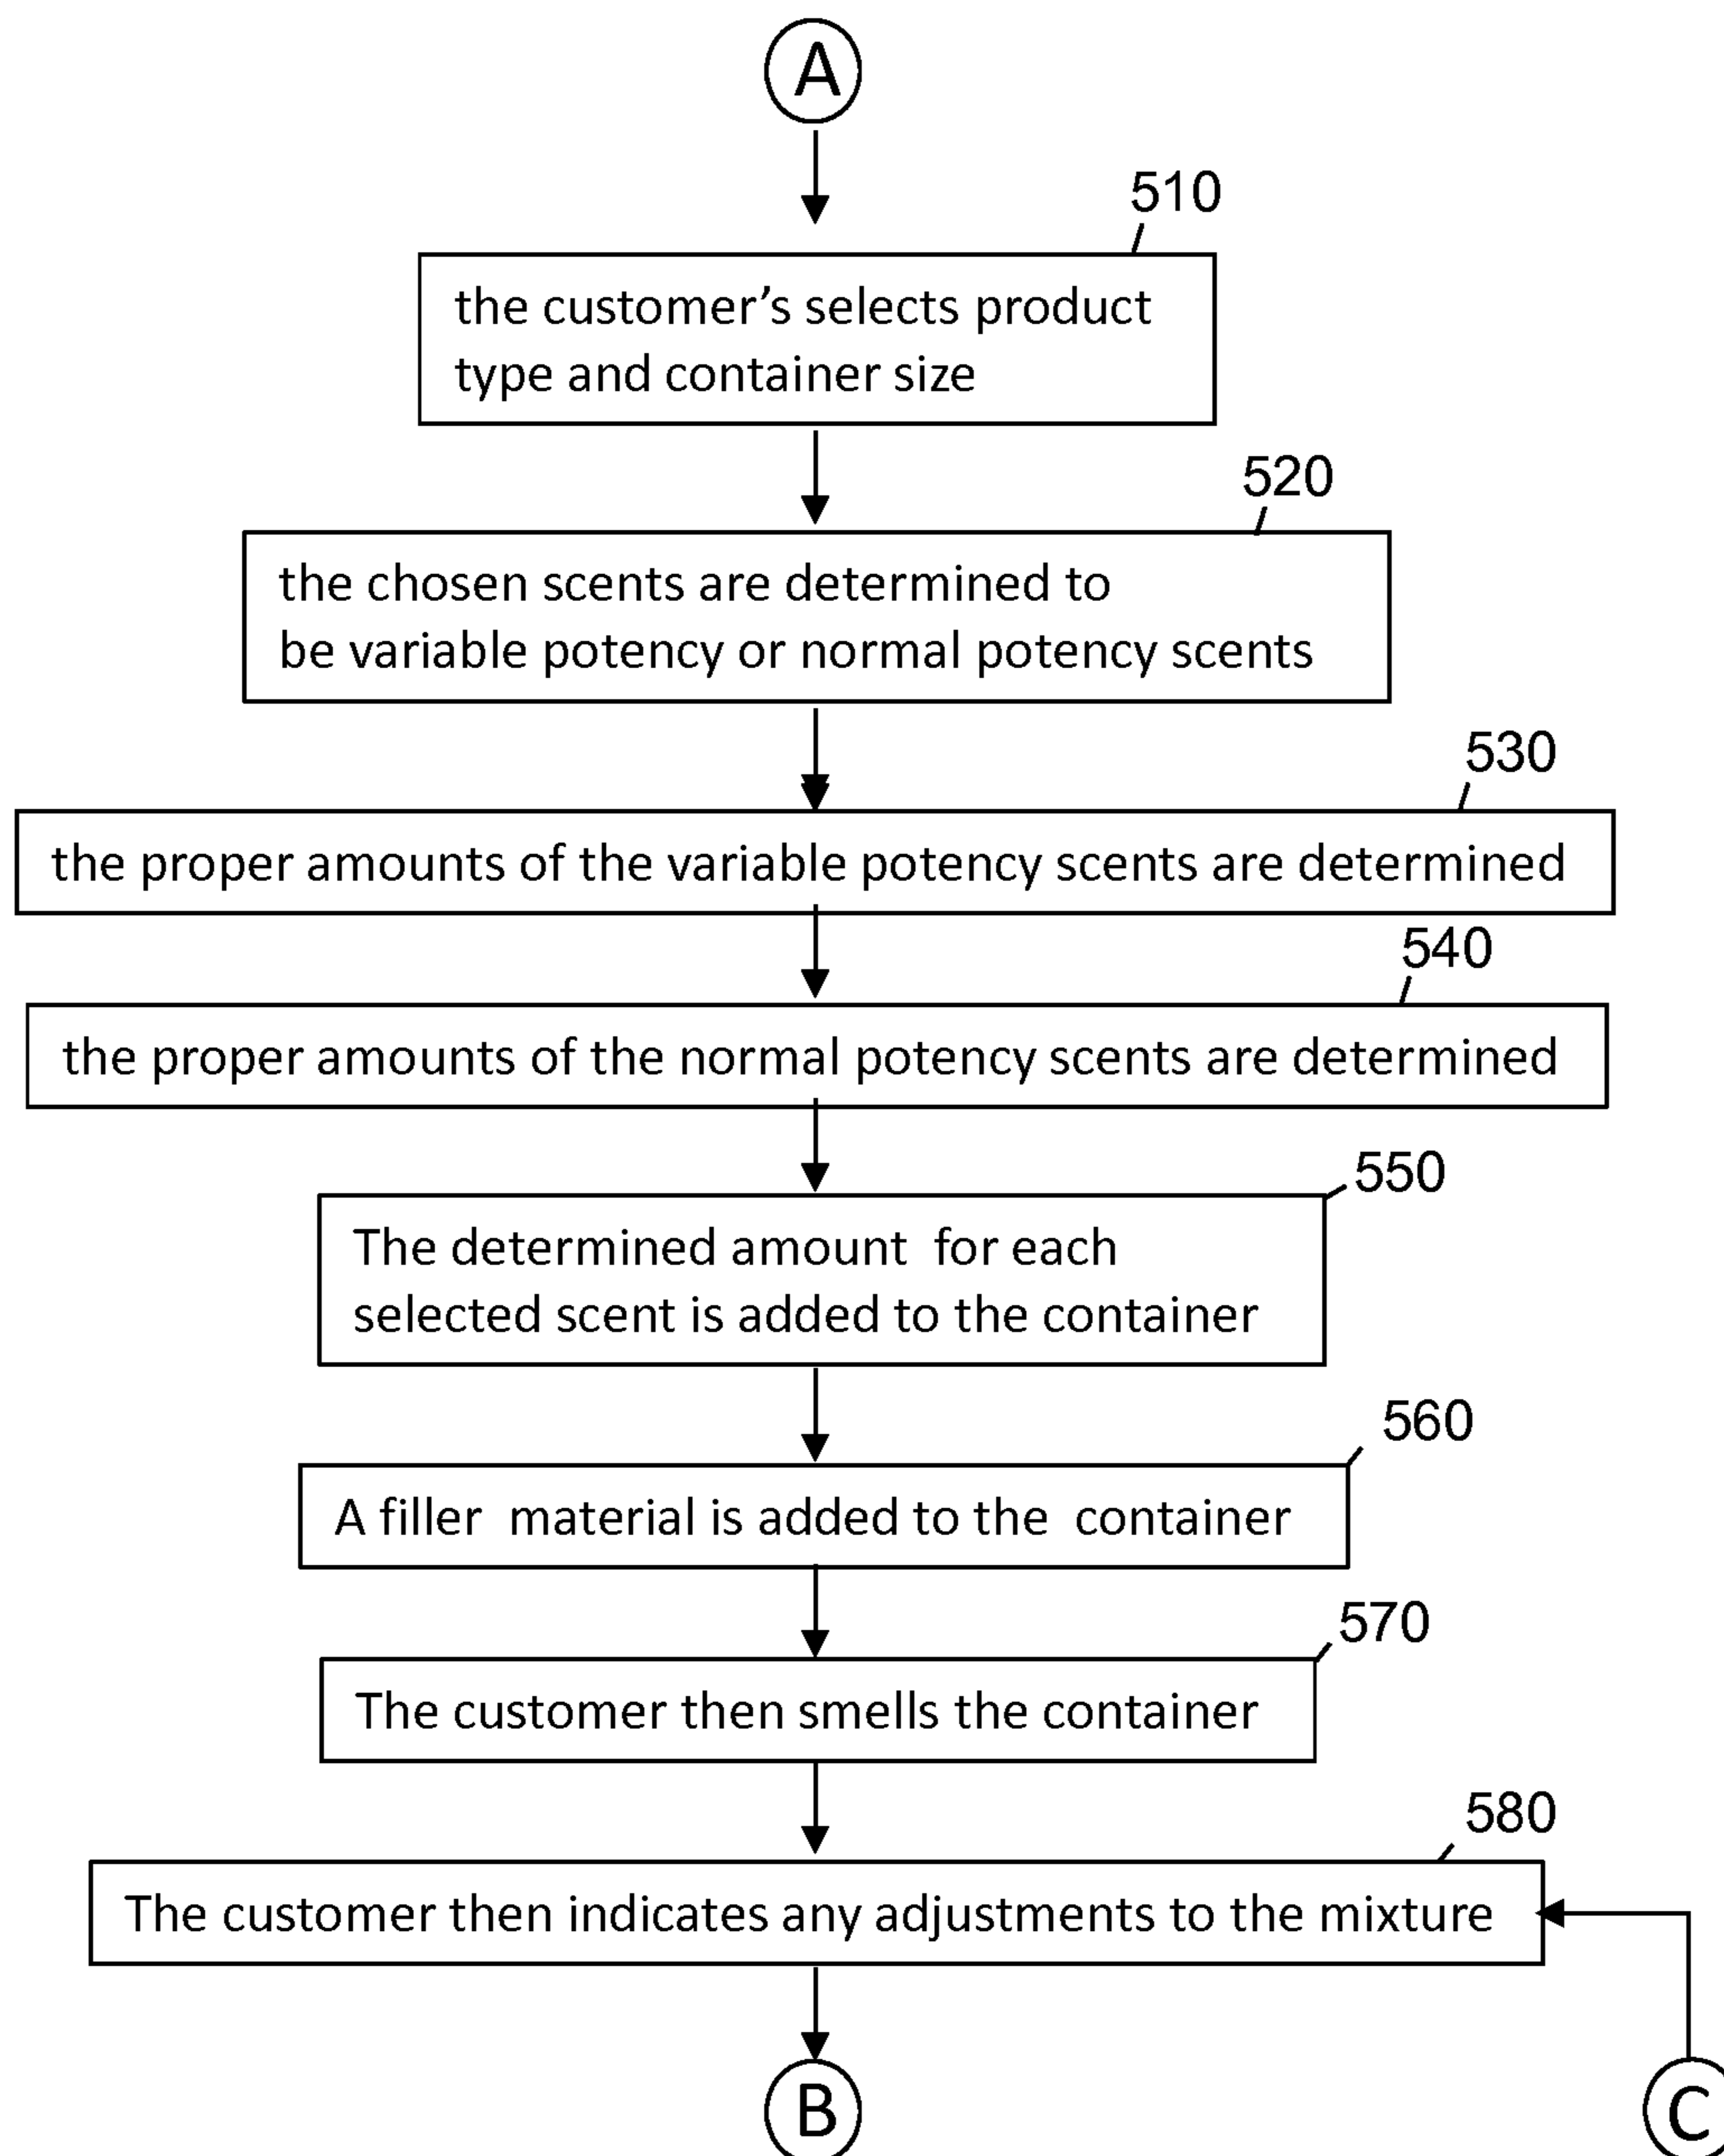 A
510
the customer’s selects product
type and container size
520
the chosen scents are determined to
be variable potency or normal potency scents
530
the proper amounts of the variable potency scents are determined
540
the proper amounts of the normal potency scents are determined
550
The determined amount  for each
selected scent is added to the container
560
A filler  material is added to the  container
570
The customer then smells the container
580
The customer then indicates any adjustments to the mixture
B
C